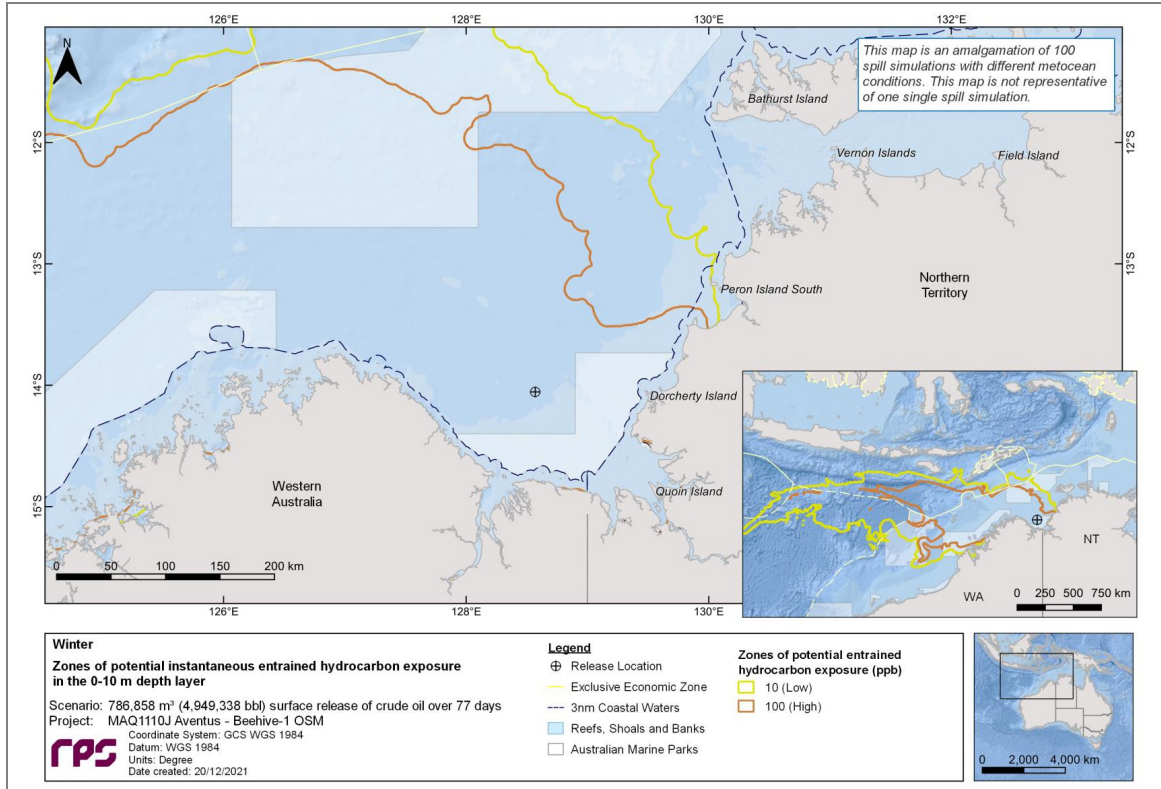 126°E
128°E
130°E
132°E
N
This map is an amalgamation of 100
spill simulations with different metocean
conditions. This map is not representative
of one single spill simulation.
Bathurst Island
12°S
12°S
Vernon Islands
Field Island
13°S
13°S
Northern
Territory
Peron Island South
14°S
Dorcherty Island
Western
Australia
Quoin Island
15°S
0 50 100 150 200 km
126°E
128°E
130°E
NT
WA
0 250 500 750 km
Winter
Zones of potential instantaneous entrained hydrocarbon exposure
in the 0-10 m depth layer
Scenario: 786,858 m³ (4,949,338 bbl) surface release of crude oil over 77 days
Project: MAQ1110J Aventus - Beehive-1 OSM
rps
Coordinate System: GCS WGS 1984
Datum: WGS 1984
Units: Degree
Date created: 20/12/2021
Legend
Release Location
Exclusive Economic Zone
3nm Coastal Waters
Reefs, Shoals and Banks
Australian Marine Parks
Zones of potential entrained
hydrocarbon exposure (ppb)
10 (Low)
100 (High)
0 2,000 4,000 km